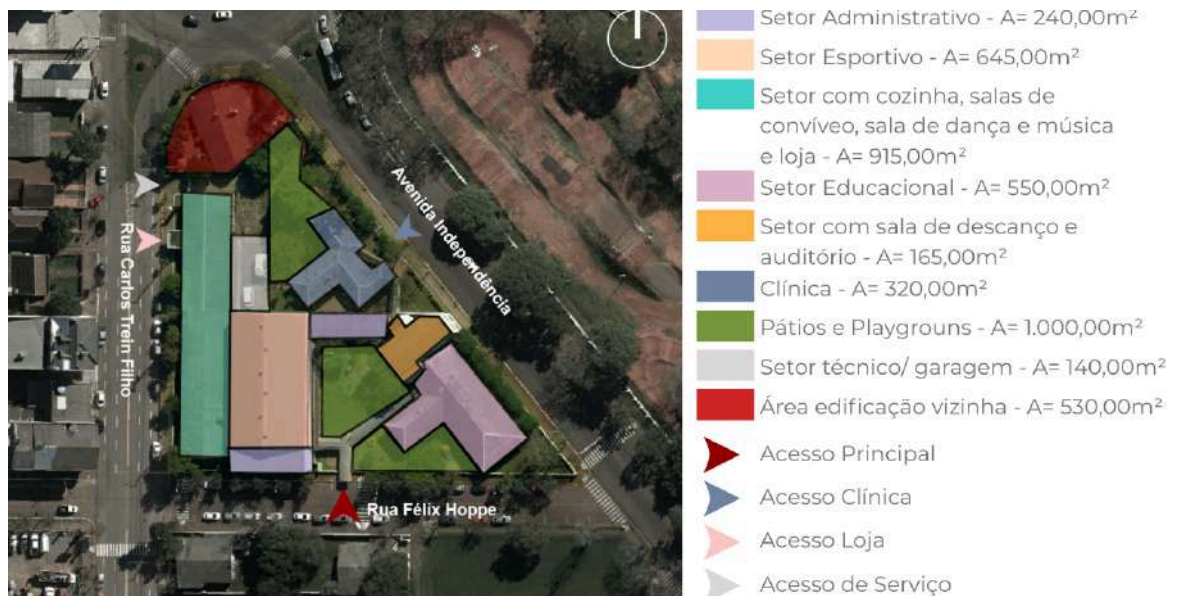 Rua Carlos Trein Filho
Avenida Independência
Rua Félix Hoppe
Setor Administrativo - A= 240,00m²
Setor Esportivo - A= 645,00m²
Setor com cozinha, salas de
convíveo, sala de dança e música
e loja - A= 915,00m²
Setor Educacional - A= 550,00m²
Setor com sala de descanço e
auditório - A= 165,00m²
Clínica - A= 320,00m²
Pátios e Playgrouns - A= 1.000,00m²
Setor técnico/ garagem - A= 140,00m²
Área edificação vizinha - A= 530,00m²
Acesso Principal
Acesso Clínica
Acesso Loja
Acesso de Serviço